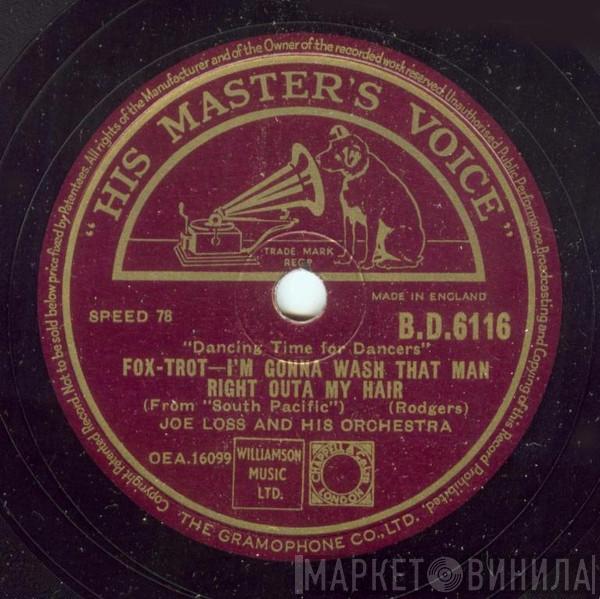 "HIS MASTER'S VOICE"
Copyright Patented Record. Not to be sold below price fixed by Patentees. All rights of the Manufacturer and of the Owner of the recorded work reserved. Unauthorised Public Performance, Broadcasting and Copying of this Record Prohibited.
TRADE MARK
REGD
MADE IN ENGLAND
SPEED 78
B.D.6116
"Dancing Time for Dancers"
FOX-TROT—I'M GONNA WASH THAT MAN
RIGHT OUTA MY HAIR
(From "South Pacific") (Rodgers)
JOE LOSS AND HIS ORCHESTRA
OEA.16099
WILLIAMSON
MUSIC
LTD.
CHAPPELL & CO LTD
LONDON
THE GRAMOPHONE CO., LTD.
МАРКЕТ ВИНИЛА